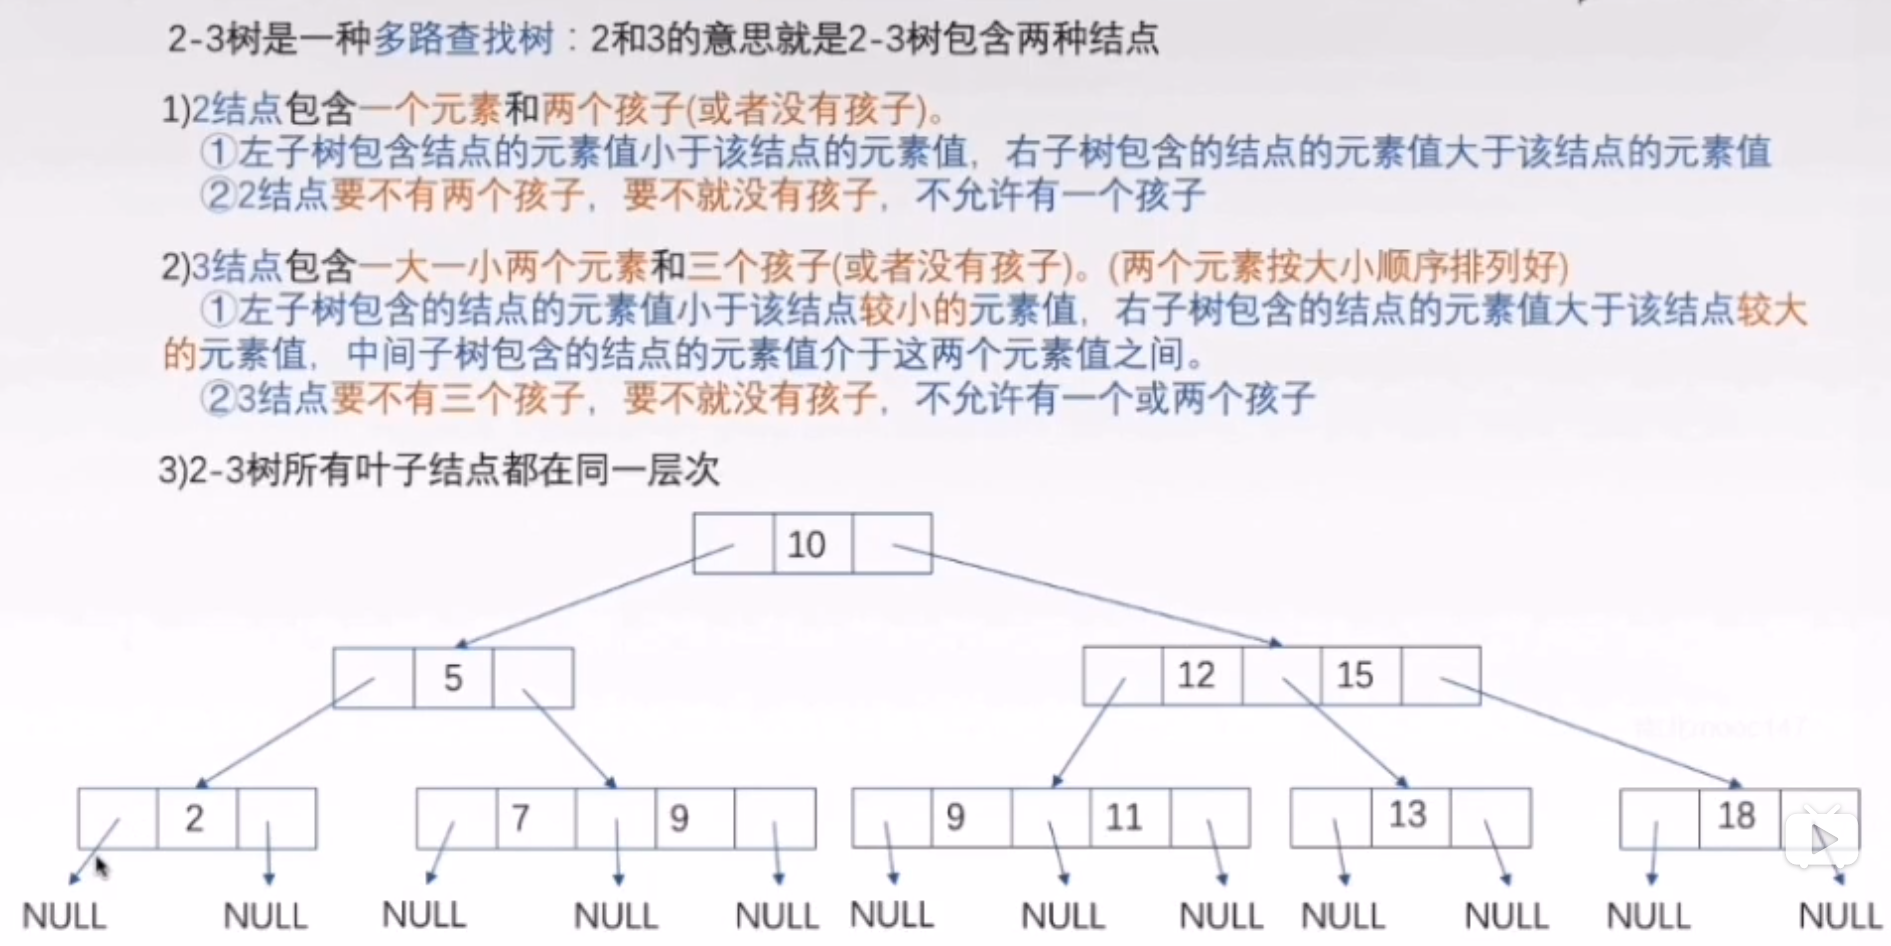 2-3树是一种多路查找树：2和3的意思就是2-3树包含两种结点
1)2结点包含一个元素和两个孩子(或者没有孩子)。
①左子树包含结点的元素值小于该结点的元素值，右子树包含的结点的元素值大于该结点的元素值
②2结点要不有两个孩子，要不就没有孩子，不允许有一个孩子
2)3结点包含一大一小两个元素和三个孩子(或者没有孩子)。(两个元素按大小顺序排列好)
①左子树包含的结点的元素值小于该结点较小的元素值，右子树包含的结点的元素值大于该结点较大
的元素值，中间子树包含的结点的元素值介于这两个元素值之间。
②3结点要不有三个孩子，要不就没有孩子，不允许有一个或两个孩子
3)2-3树所有叶子结点都在同一层次
10
5 12 15
2 7 9 9 11 13 18
NULL NULL NULL NULL NULL NULL NULL NULL NULL NULL NULL NULL